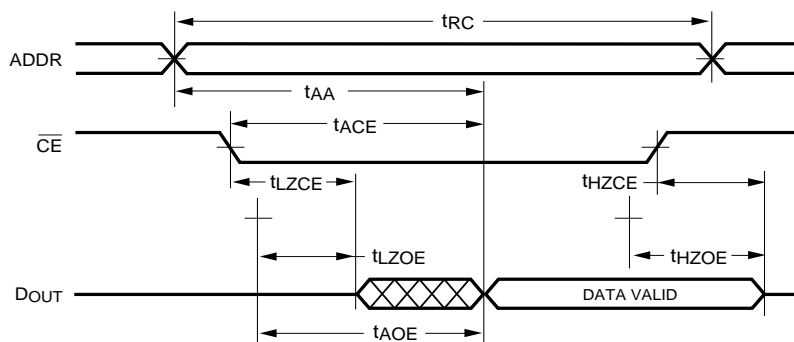 tRC
ADDR
tAA
tACE
CE
tLZCE
tHZCE
tLZOE
tHZOE
DOUT
DATA VALID
tAOE